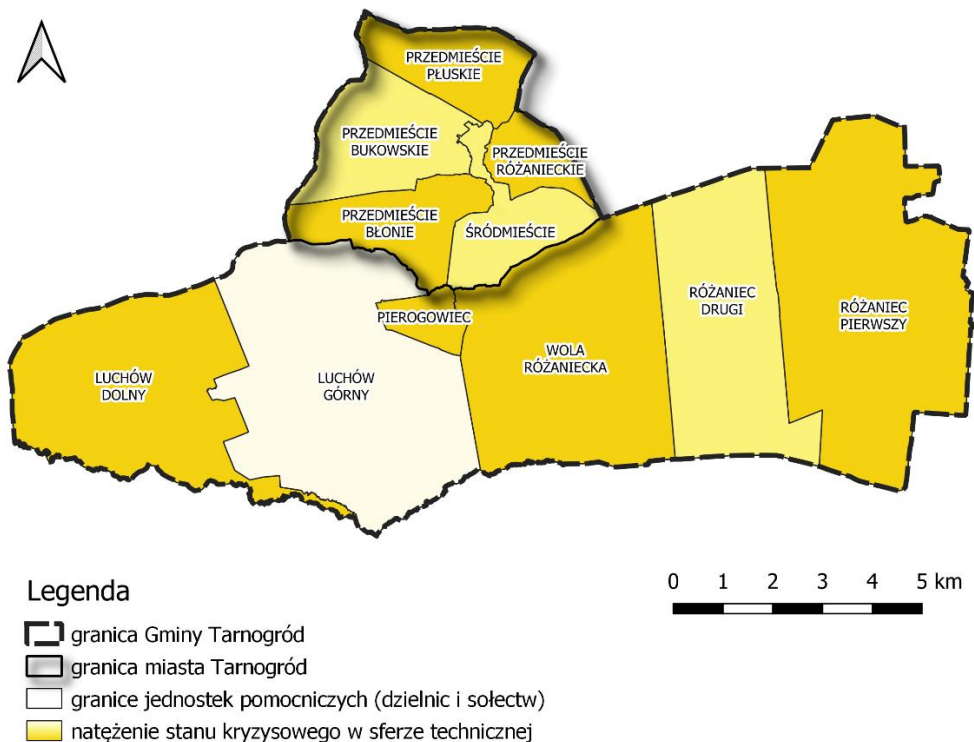 PRZEDMIEŚCIE
PŁUSKIE
PRZEDMIEŚCIE
BUKOWSKIE
PRZEDMIEŚCIE
RÓŻANIECKIE
PRZEDMIEŚCIE
BŁONIE
ŚRÓDMIEŚCIE
PIEROGOWIEC
RÓŻANIEC
DRUGI
RÓŻANIEC
PIERWSZY
WOLA
RÓŻANIECKA
LUCHÓW
DOLNY
LUCHÓW
GÓRNY
Legenda
granica Gminy Tarnogród
granica miasta Tarnogród
granice jednostek pomocniczych (dzielnic i sołectw)
natężenie stanu kryzysowego w sferze technicznej
0 1 2 3 4 5 km